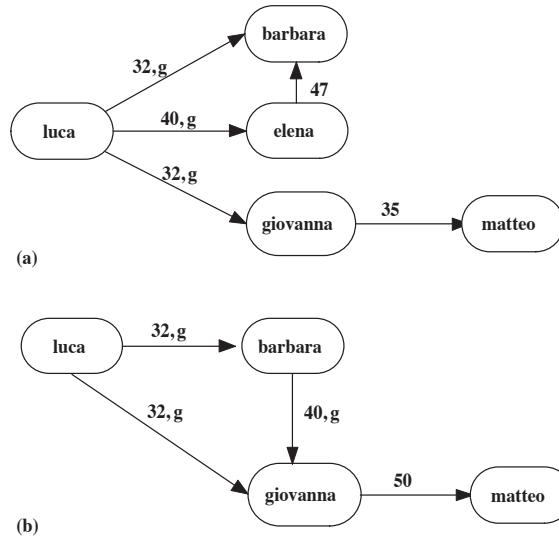 barbara
32, g
47
luca
40, g
elena
32, g
giovanna
35
matteo
(a)
luca
32, g
barbara
32, g
40, g
giovanna
50
matteo
(b)